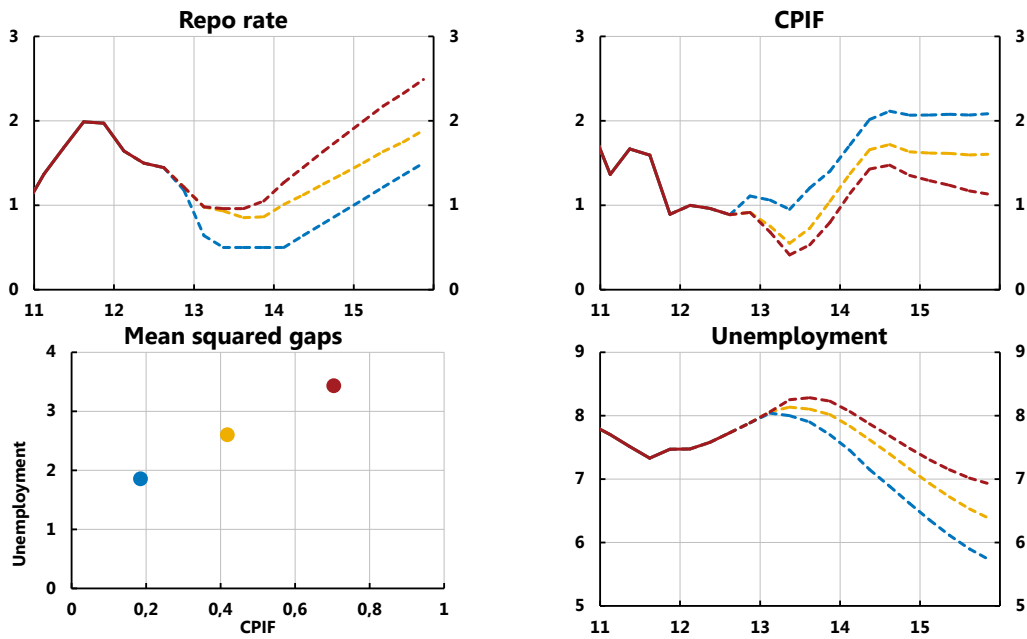 Repo rate
3 3
2 2
1 1
0 0
11 12 13 14 15
CPIF
3 3
2 2
1 1
0 0
11 12 13 14 15
Mean squared gaps
Unemployment
4
3
2
1
0
0 0,2 0,4 0,6 0,8 1
CPIF
Unemployment
9 9
8 8
7 7
6 6
5 5
11 12 13 14 15